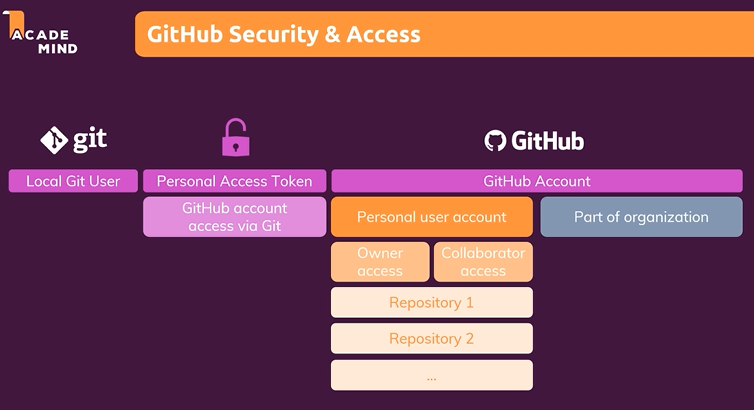 ACADE
MIND
GitHub Security & Access
git
GitHub
Local Git User
Personal Access Token
GitHub Account
GitHub account
access via Git
Personal user account
Part of organization
Owner
access
Collaborator
access
Repository 1
Repository 2
...